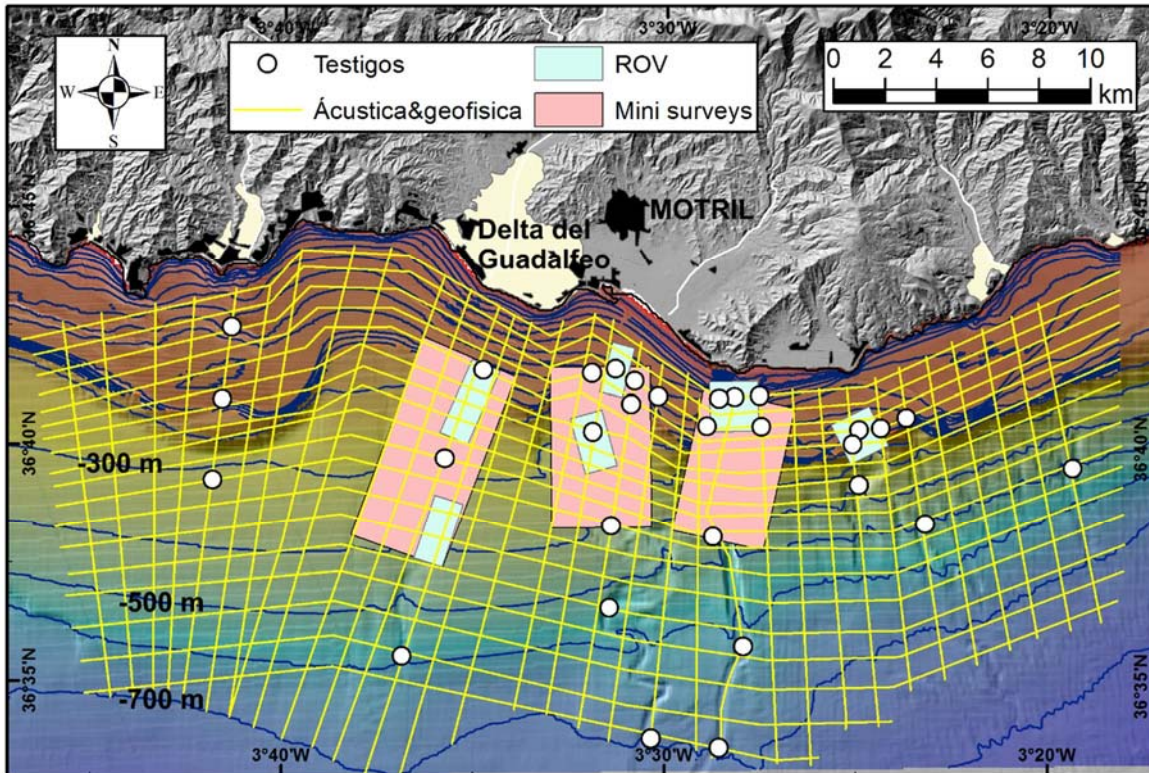 3°40'W
3°30'W
3°20'W
N
W
E
S
Testigos
ROV
Ácustica&geofisica
Mini surveys
0 2 4 6 8 10
km
36°45'N
36°45'N
MOTRIL
Delta del
Guadalfeo
36°40'N
36°40'N
-300 m
-500 m
36°35'N
36°35'N
-700 m
3°40'W
3°30'W
3°20'W